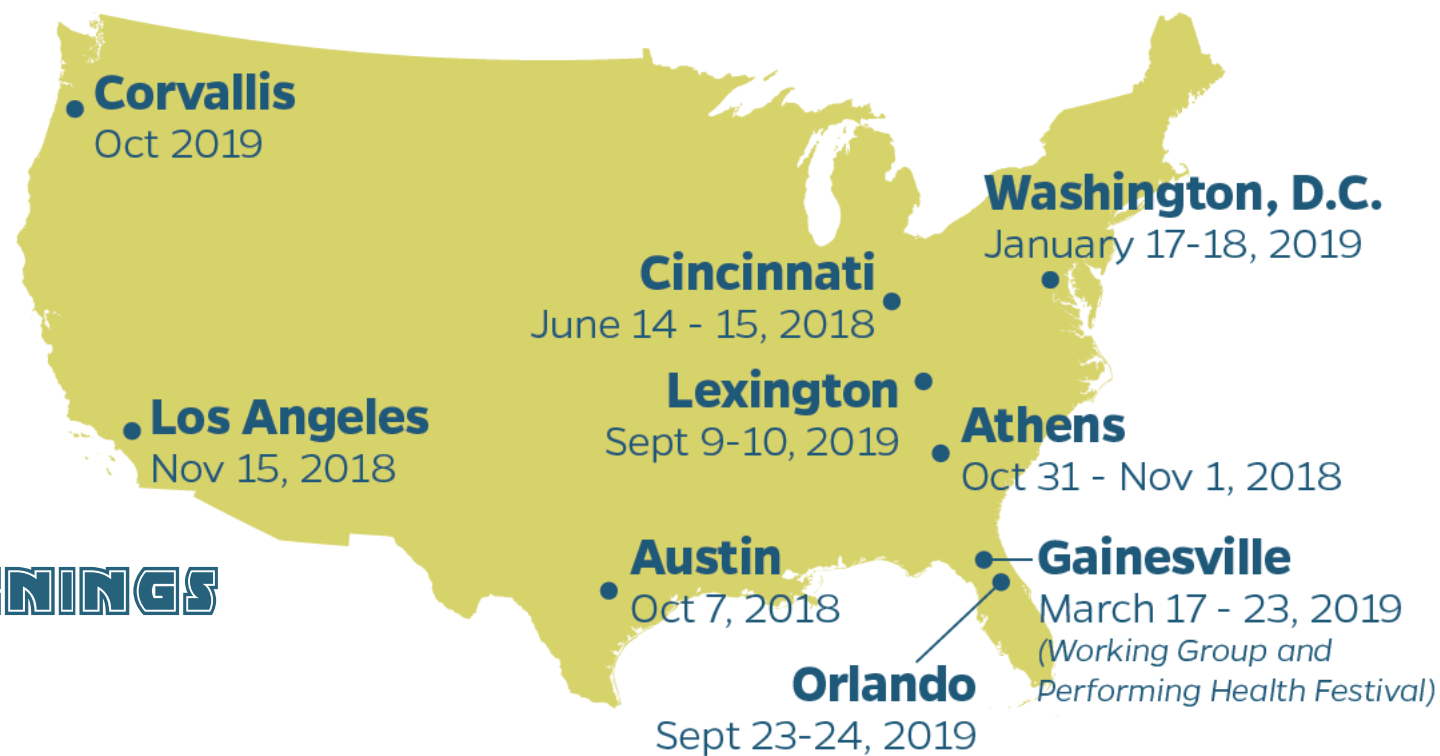 Corvallis
Oct 2019
Washington, D.C.
January 17-18, 2019
Cincinnati
June 14 - 15, 2018
Lexington
Sept 9-10, 2019
Los Angeles
Nov 15, 2018
Athens
Oct 31 - Nov 1, 2018
Austin
Oct 7, 2018
Gainesville
March 17 - 23, 2019
(Working Group and
Performing Health Festival)
Orlando
Sept 23-24, 2019